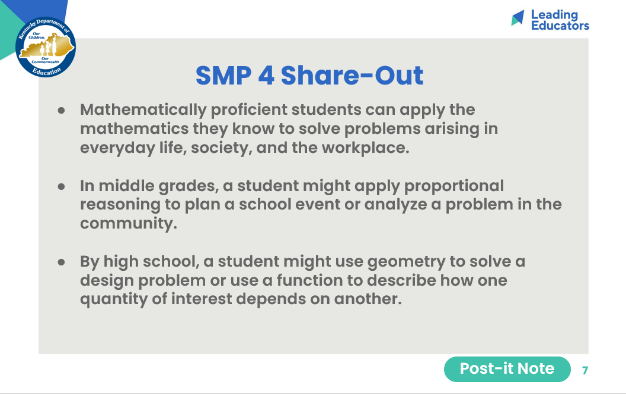 Kentucky Department of
Our
Children,
Our
Commonwealth
Education
Leading
Educators
SMP 4 Share-Out
● Mathematically proficient students can apply the
mathematics they know to solve problems arising in
everyday life, society, and the workplace.
● In middle grades, a student might apply proportional
reasoning to plan a school event or analyze a problem in the
community.
● By high school, a student might use geometry to solve a
design problem or use a function to describe how one
quantity of interest depends on another.
Post-it Note
7